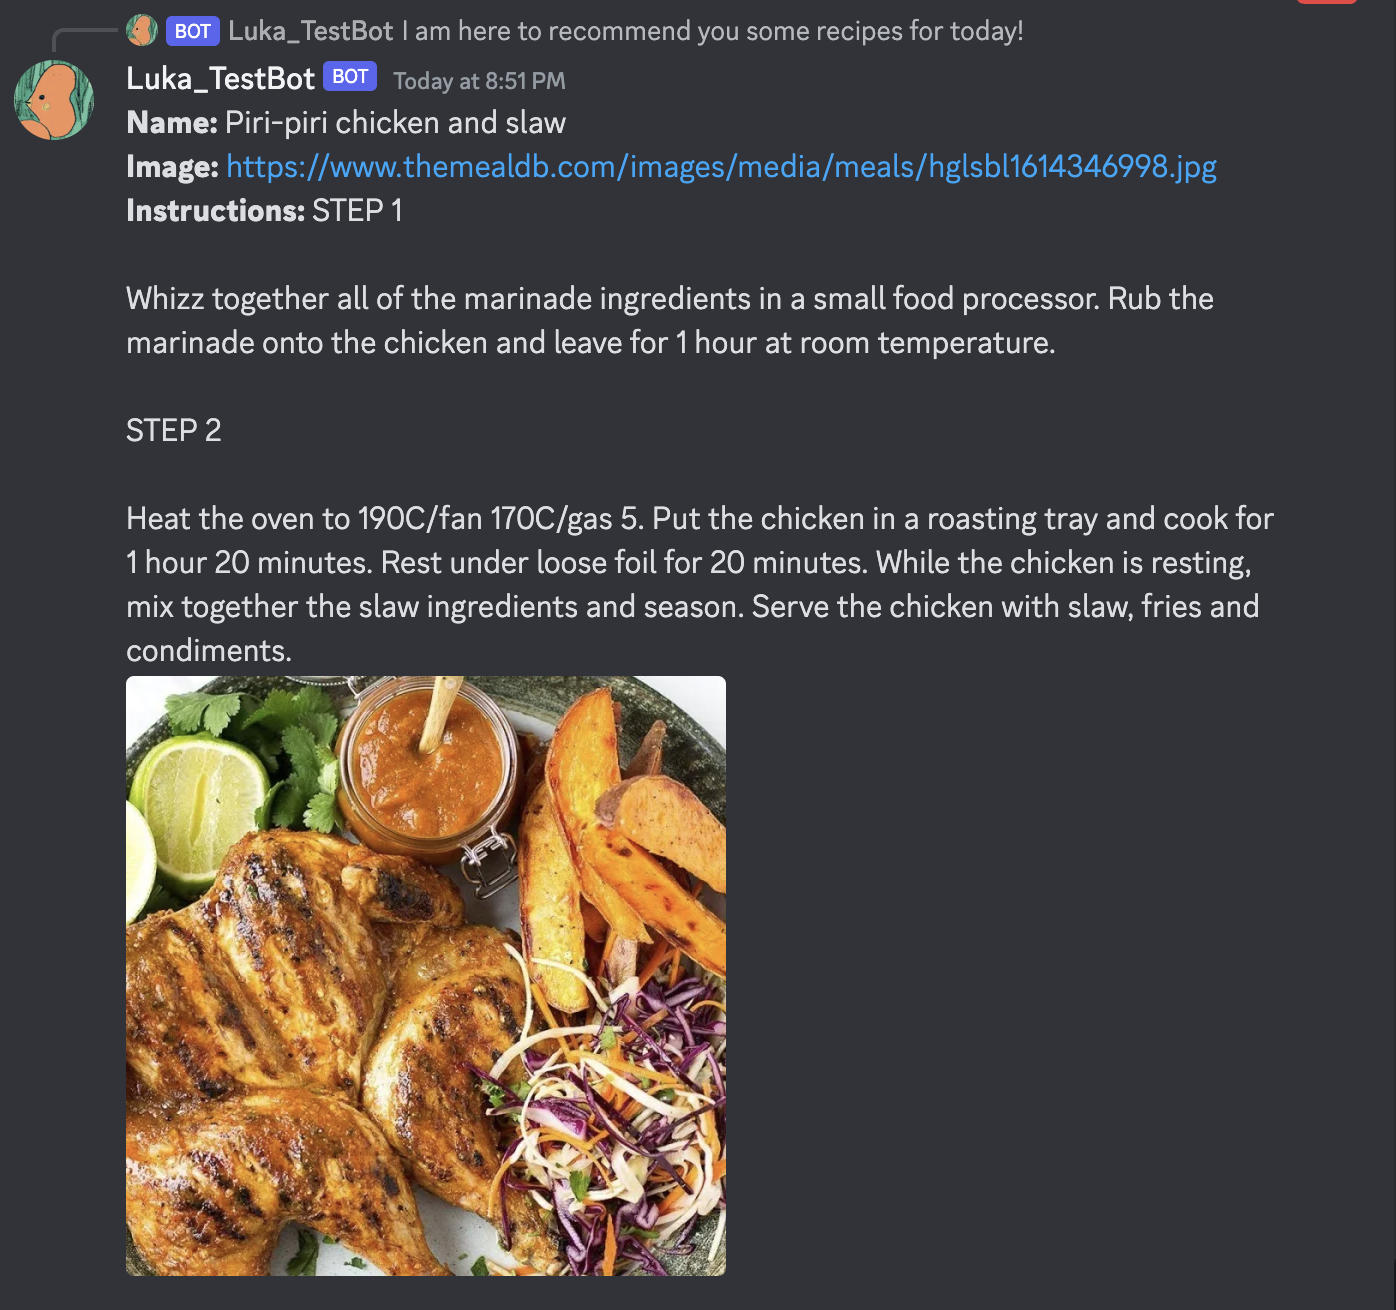 BOT Luka_TestBot I am here to recommend you some recipes for today!
Luka_TestBot BOT Today at 8:51 PM
Name: Piri-piri chicken and slaw
Image: https://www.themealdb.com/images/media/meals/hglsbl1614346998.jpg
Instructions: STEP 1
Whizz together all of the marinade ingredients in a small food processor. Rub the
marinade onto the chicken and leave for 1 hour at room temperature.
STEP 2
Heat the oven to 190C/fan 170C/gas 5. Put the chicken in a roasting tray and cook for
1 hour 20 minutes. Rest under loose foil for 20 minutes. While the chicken is resting,
mix together the slaw ingredients and season. Serve the chicken with slaw, fries and
condiments.